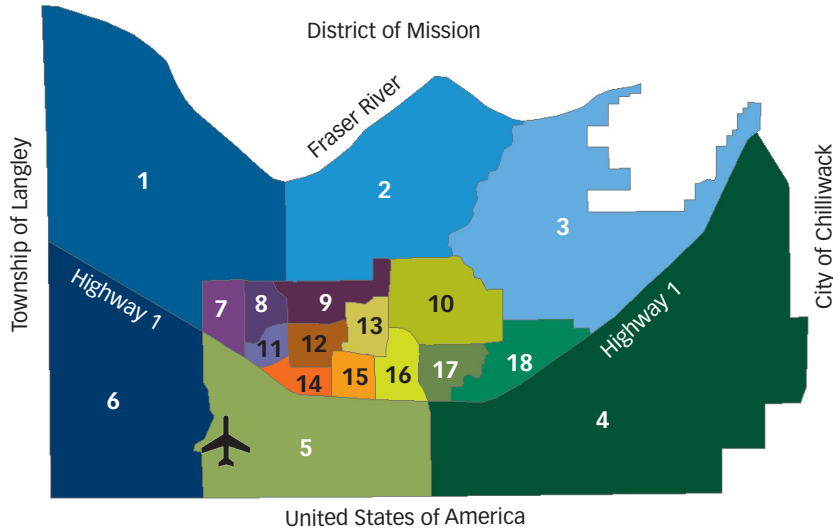 District of Mission
Fraser River
Township of Langley
City of Chilliwack
1
2
3
Highway 1
7
8
9
10
13
11
12
17
18
Highway 1
14
15
16
6
5
4
United States of America